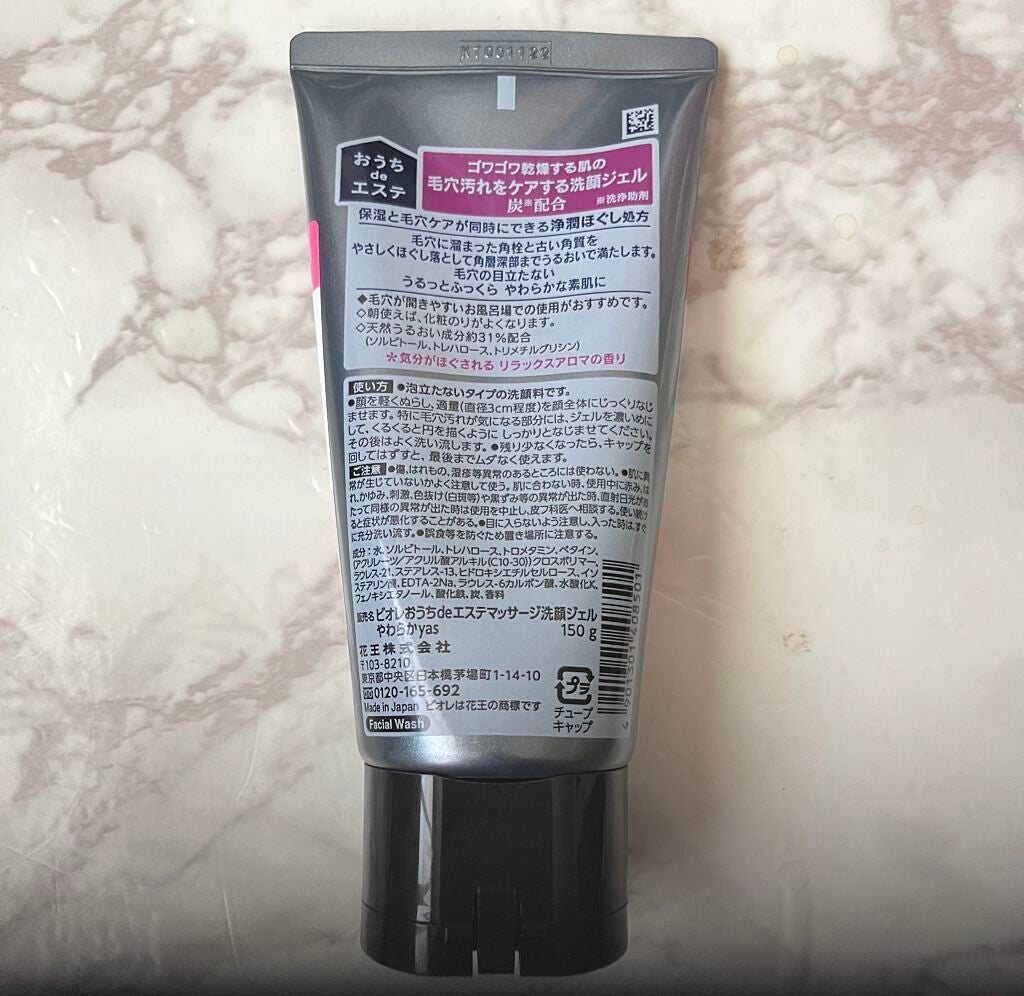 KT001122
おうち
de
エステ
ゴワゴワ乾燥する肌の
毛穴汚れをケアする洗顔ジェル
炭※配合 ※洗浄助剤
保湿と毛穴ケアが同時にできる浄潤ほぐし処方
毛穴に溜まった角栓と古い角質を
やさしくほぐし落として角層深部までうるおいで満たします。
毛穴の目立たない
うるっとふっくら やわらかな素肌に
◆毛穴が開きやすいお風呂場での使用がおすすめです。
◇朝使えば、化粧のりがよくなります。
◇天然うるおい成分約31%配合
(ソルビトール、トレハロース、トリメチルグリシン)
*気分がほぐされる リラックスアロマの香り
使い方 ●泡立たないタイプの洗顔料です。
●顔を軽くぬらし、適量(直径3cm程度)を顔全体にじっくりなじ
ませます。特に毛穴汚れが気になる部分には、ジェルを濃いめに
して、くるくると円を描くように しっかりとなじませてください。
その後はよく洗い流します。●残り少なくなったら、キャップを
回してはずすと、最後までムダなく使えます。
ご注意 ●傷、はれもの、湿疹等異常のあるところには使わない。●肌に異
常が生じていないかよく注意して使う。肌に合わない時、使用中に赤み、は
れ、かゆみ、刺激、色抜け(白斑等)や黒ずみ等の異常が出た時、直射日光があ
たって同様の異常が出た時は使用を中止し、皮フ科医へ相談する。使い続け
ると症状が悪化することがある。●目に入らないよう注意し、入った時は、すぐ
に充分洗い流す。●誤食等を防ぐため置き場所に注意する。
成分:水、ソルビトール、トレハロース、トロメタミン、ベタイン、
(アクリレーツ/アクリル酸アルキル(C10-30))クロスポリマー、
ラウレス-21、ステアレス-13、ヒドロキシエチルセルロース、イソ
ステアリン酸、EDTA-2Na、ラウレス-6カルボン酸、水酸化K、
フェノキシエタノール、酸化鉄、炭、香料
販売名 ビオレおうちdeエステマッサージ洗顔ジェル
やわらかyas 150g
花王株式会社
〒103-8210
東京都中央区日本橋茅場町1-14-10
0120-165-692
Made in Japan ビオレは花王の商標です
Facial Wash
プラ
チューブ
キャップ
4901301408501